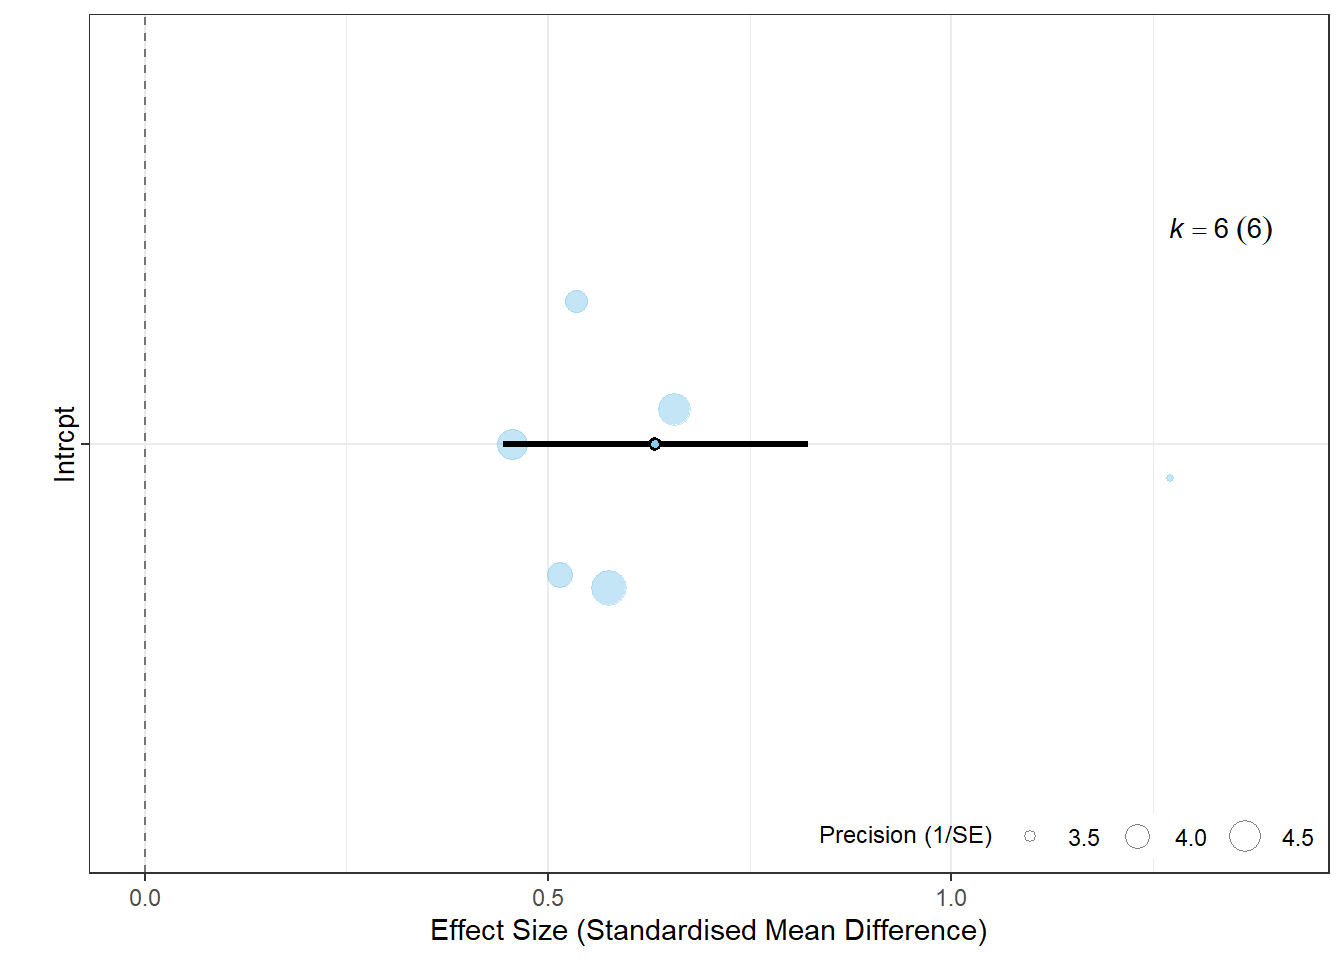 k = 6 (6)
Intrcpt
Precision (1/SE) 3.5 4.0 4.5
0.0 0.5 1.0
Effect Size (Standardised Mean Difference)